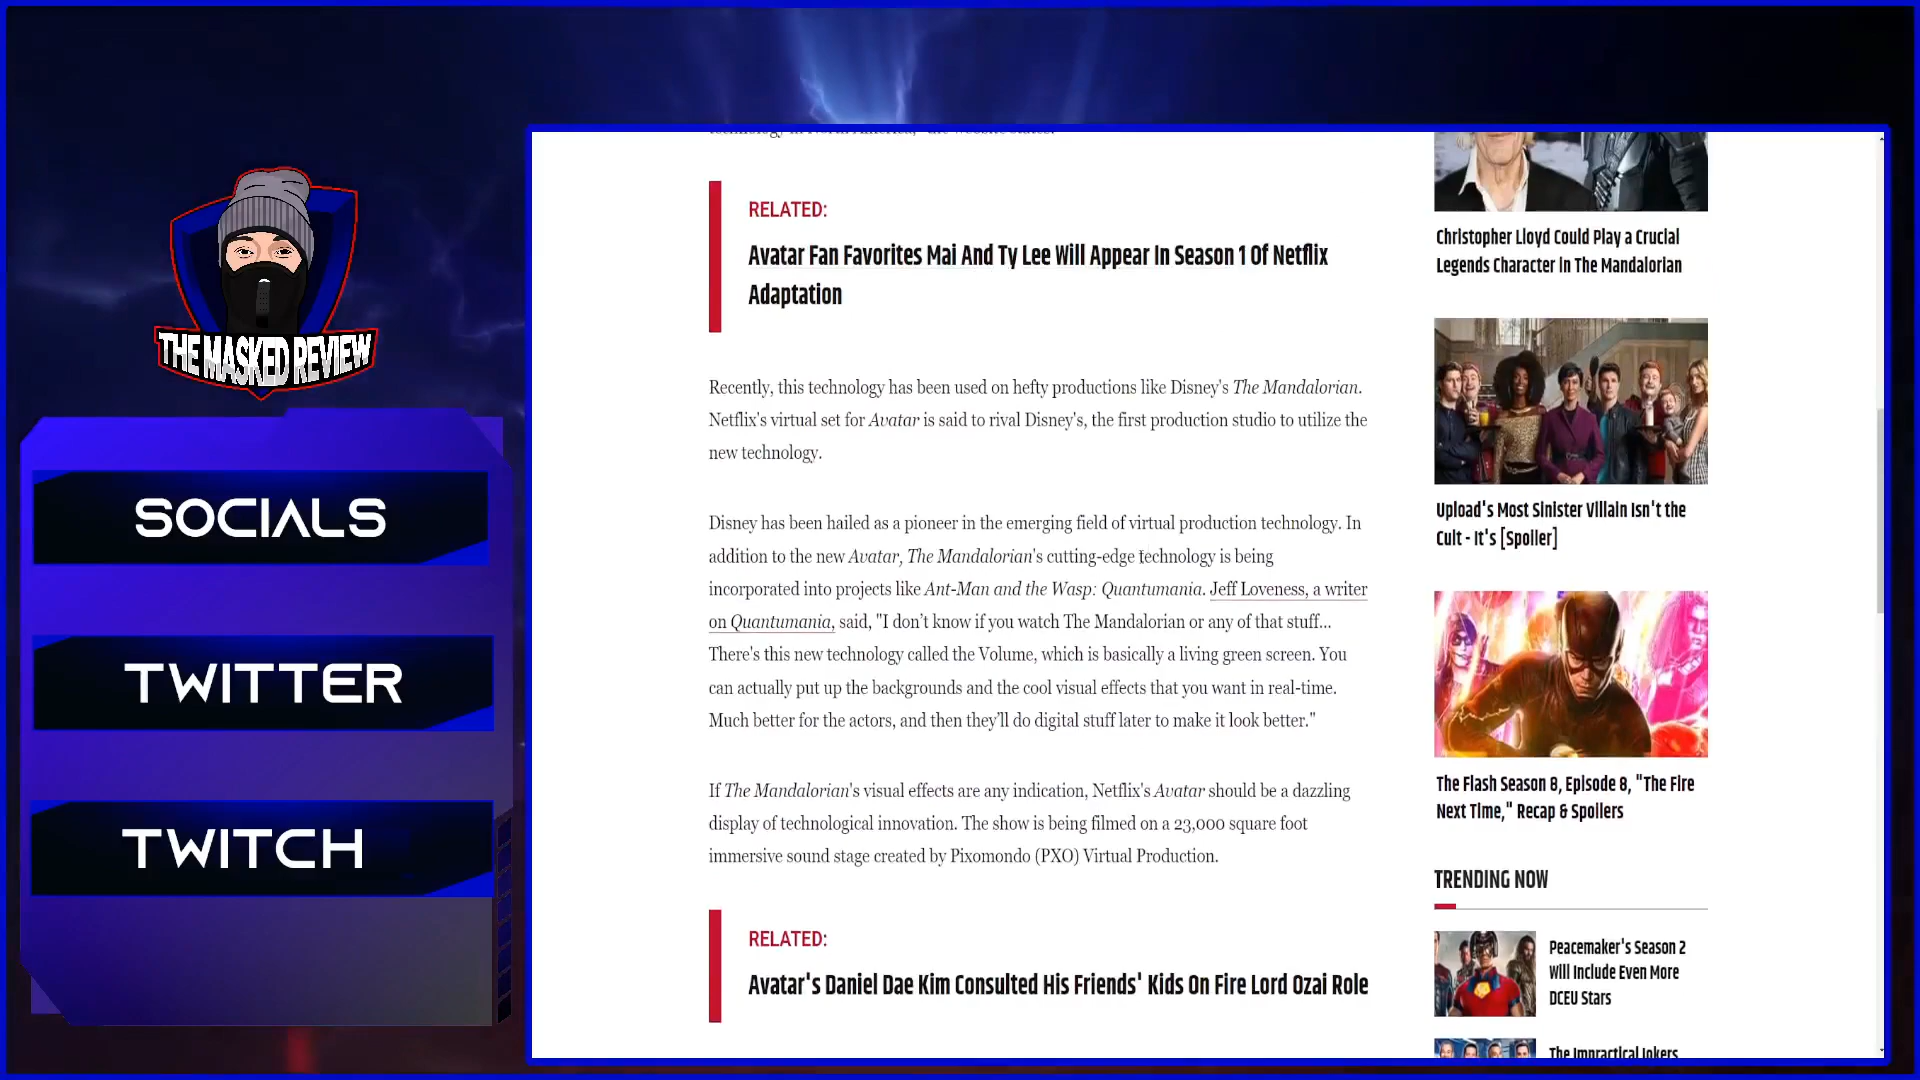 THE MASKED REVIEW
SOCIALS
TWITTER
TWITCH
technology in North America," the website states.
RELATED:
Avatar Fan Favorites Mai And Ty Lee Will Appear In Season 1 Of Netflix
Adaptation
Recently, this technology has been used on hefty productions like Disney's The Mandalorian.
Netflix's virtual set for Avatar is said to rival Disney's, the first production studio to utilize the
new technology.
Disney has been hailed as a pioneer in the emerging field of virtual production technology. In
addition to the new Avatar, The Mandalorian's cutting-edge technology is being
incorporated into projects like Ant-Man and the Wasp: Quantumania. Jeff Loveness, a writer
on Quantumania, said, "I don’t know if you watch The Mandalorian or any of that stuff...
There's this new technology called the Volume, which is basically a living green screen. You
can actually put up the backgrounds and the cool visual effects that you want in real-time.
Much better for the actors, and then they’ll do digital stuff later to make it look better."
If The Mandalorian's visual effects are any indication, Netflix's Avatar should be a dazzling
display of technological innovation. The show is being filmed on a 23,000 square foot
immersive sound stage created by Pixomondo (PXO) Virtual Production.
RELATED:
Avatar's Daniel Dae Kim Consulted His Friends' Kids On Fire Lord Ozai Role
Christopher Lloyd Could Play a Crucial
Legends Character in The Mandalorian
Upload's Most Sinister Villain Isn't the
Cult - It's [Spoiler]
The Flash Season 8, Episode 8, "The Fire
Next Time," Recap & Spoilers
TRENDING NOW
Peacemaker's Season 2
Will Include Even More
DCEU Stars
The Impractical Jokers